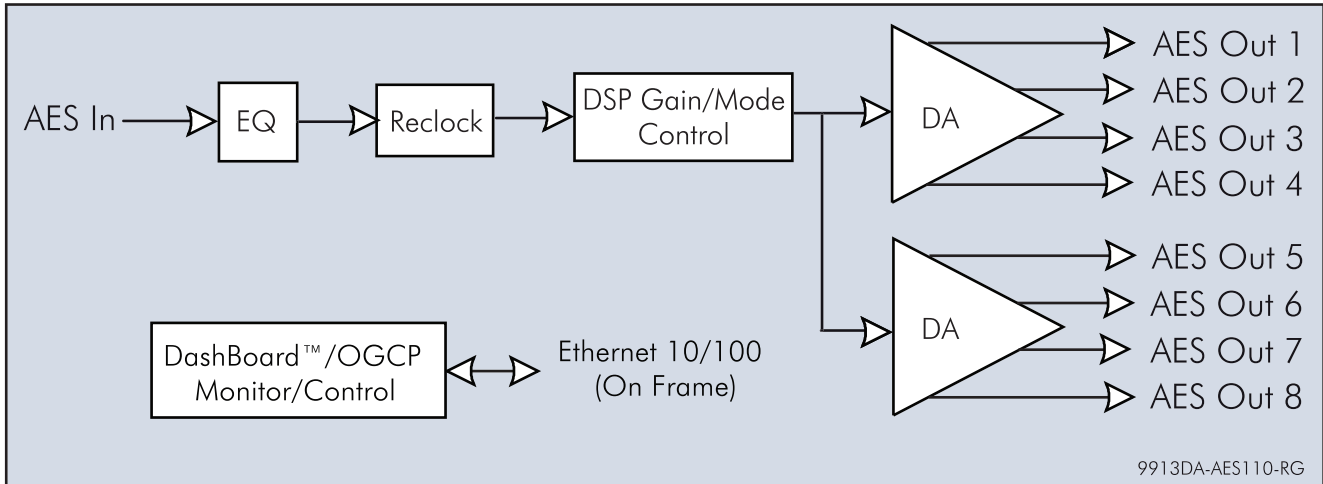 AES In
EQ
Reclock
DSP Gain/Mode
Control
DA
AES Out 1
AES Out 2
AES Out 3
AES Out 4
DA
AES Out 5
AES Out 6
AES Out 7
AES Out 8
DashBoard™/OGCP
Monitor/Control
Ethernet 10/100
(On Frame)
9913DA-AES110-RG